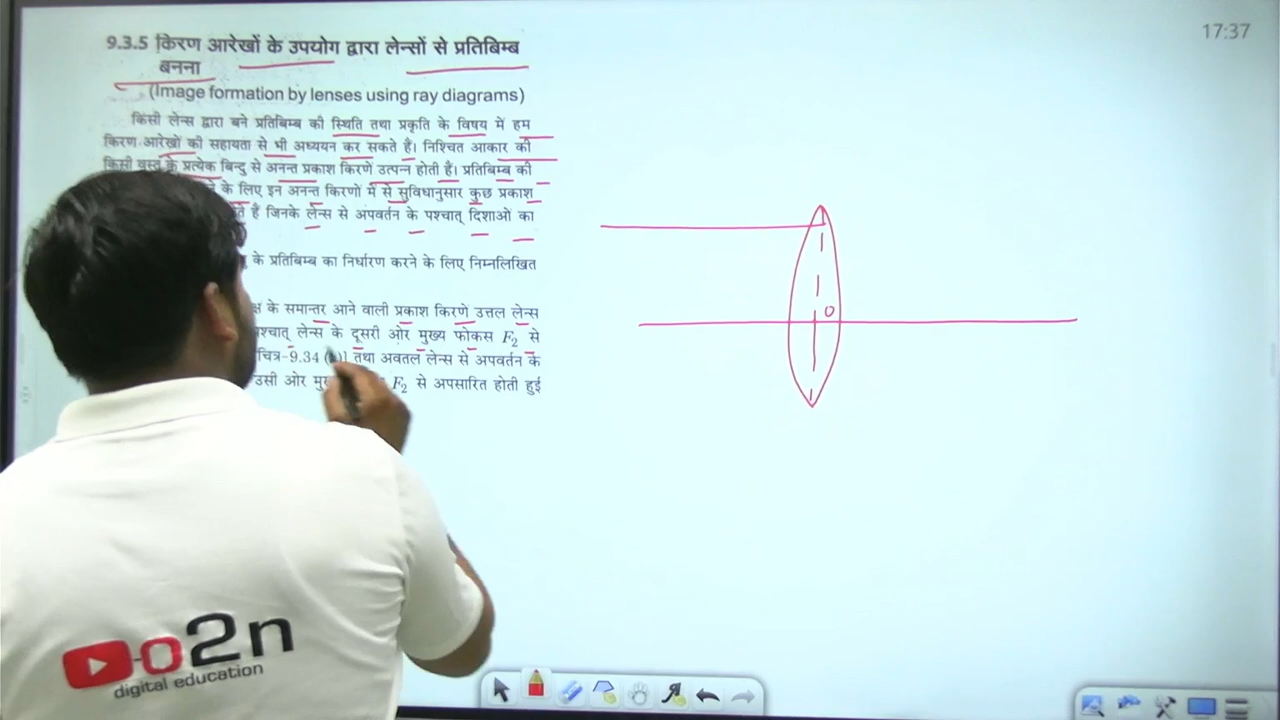 17:37
9.3.5 किरण आरेखों के उपयोग द्वारा लेन्सों से प्रतिबिम्ब
बनना
(Image formation by lenses using ray diagrams)
किसी लेन्स द्वारा बने प्रतिबिम्ब की स्थिति तथा प्रकृति के विषय में हम
किरण आरेखों की सहायता से भी अध्ययन कर सकते हैं। निश्चित आकार की
किसी वस्तु के प्रत्येक बिन्दु से अनन्त प्रकाश किरणें उत्पन्न होती हैं। प्रतिबिम्ब की
के लिए इन अनन्त किरणों में से सुविधानुसार कुछ प्रकाश
हैं जिनके लेन्स से अपवर्तन के पश्चात् दिशाओं का
के प्रतिबिम्ब का निर्धारण करने के लिए निम्नलिखित
के समान्तर आने वाली प्रकाश किरणें उत्तल लेन्स
पश्चात् लेन्स के दूसरी ओर मुख्य फोकस F₂ से
चित्र-9.34 तथा अवतल लेन्स से अपवर्तन के
उसी ओर F₂ से अपसारित होती हुई
O
o2n
digital education